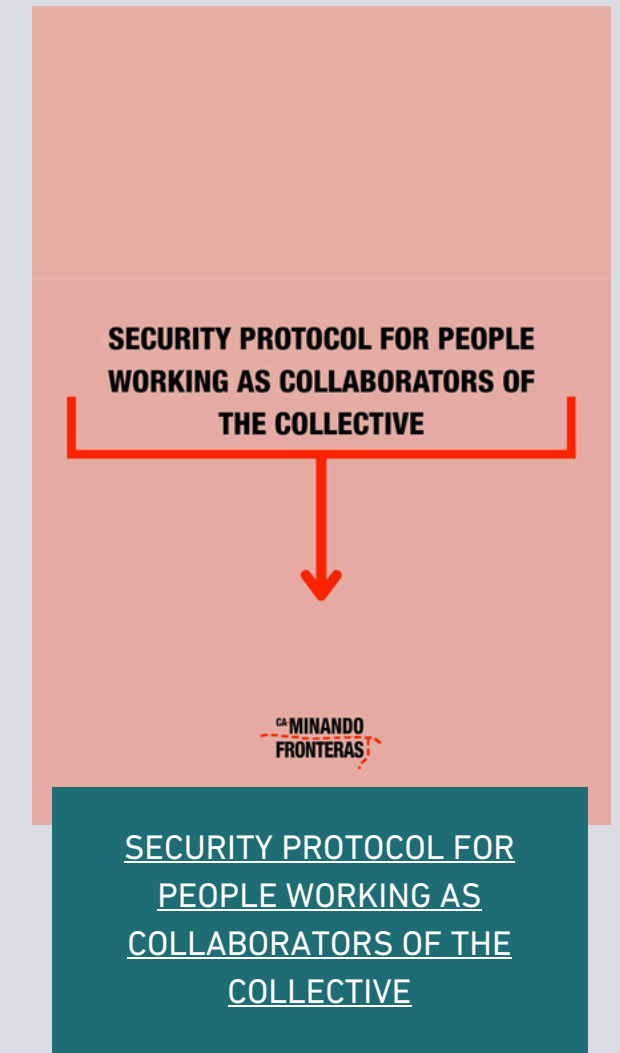 SECURITY PROTOCOL FOR PEOPLE
WORKING AS COLLABORATORS OF
THE COLLECTIVE
CA-MINANDO
FRONTERAS
SECURITY PROTOCOL FOR
PEOPLE WORKING AS
COLLABORATORS OF THE
COLLECTIVE